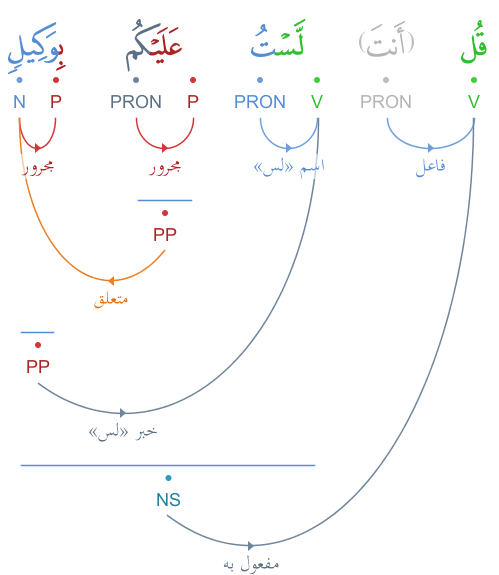 قُل (أَنتَ) لَّسْتُ عَلَيْكُم بِوَكِيلٍ
V PRON V PRON P PRON P N
فاعل اسم «لس» مجرور مجرور
PP
متعلق
PP
خبر «لس»
NS
مفعول به